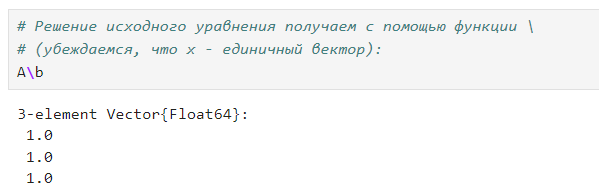 # Решение исходного уравнения получаем с помощью функции \
# (убеждаемся, что x - единичный вектор):
A\b
3-element Vector{Float64}:
1.0
1.0
1.0